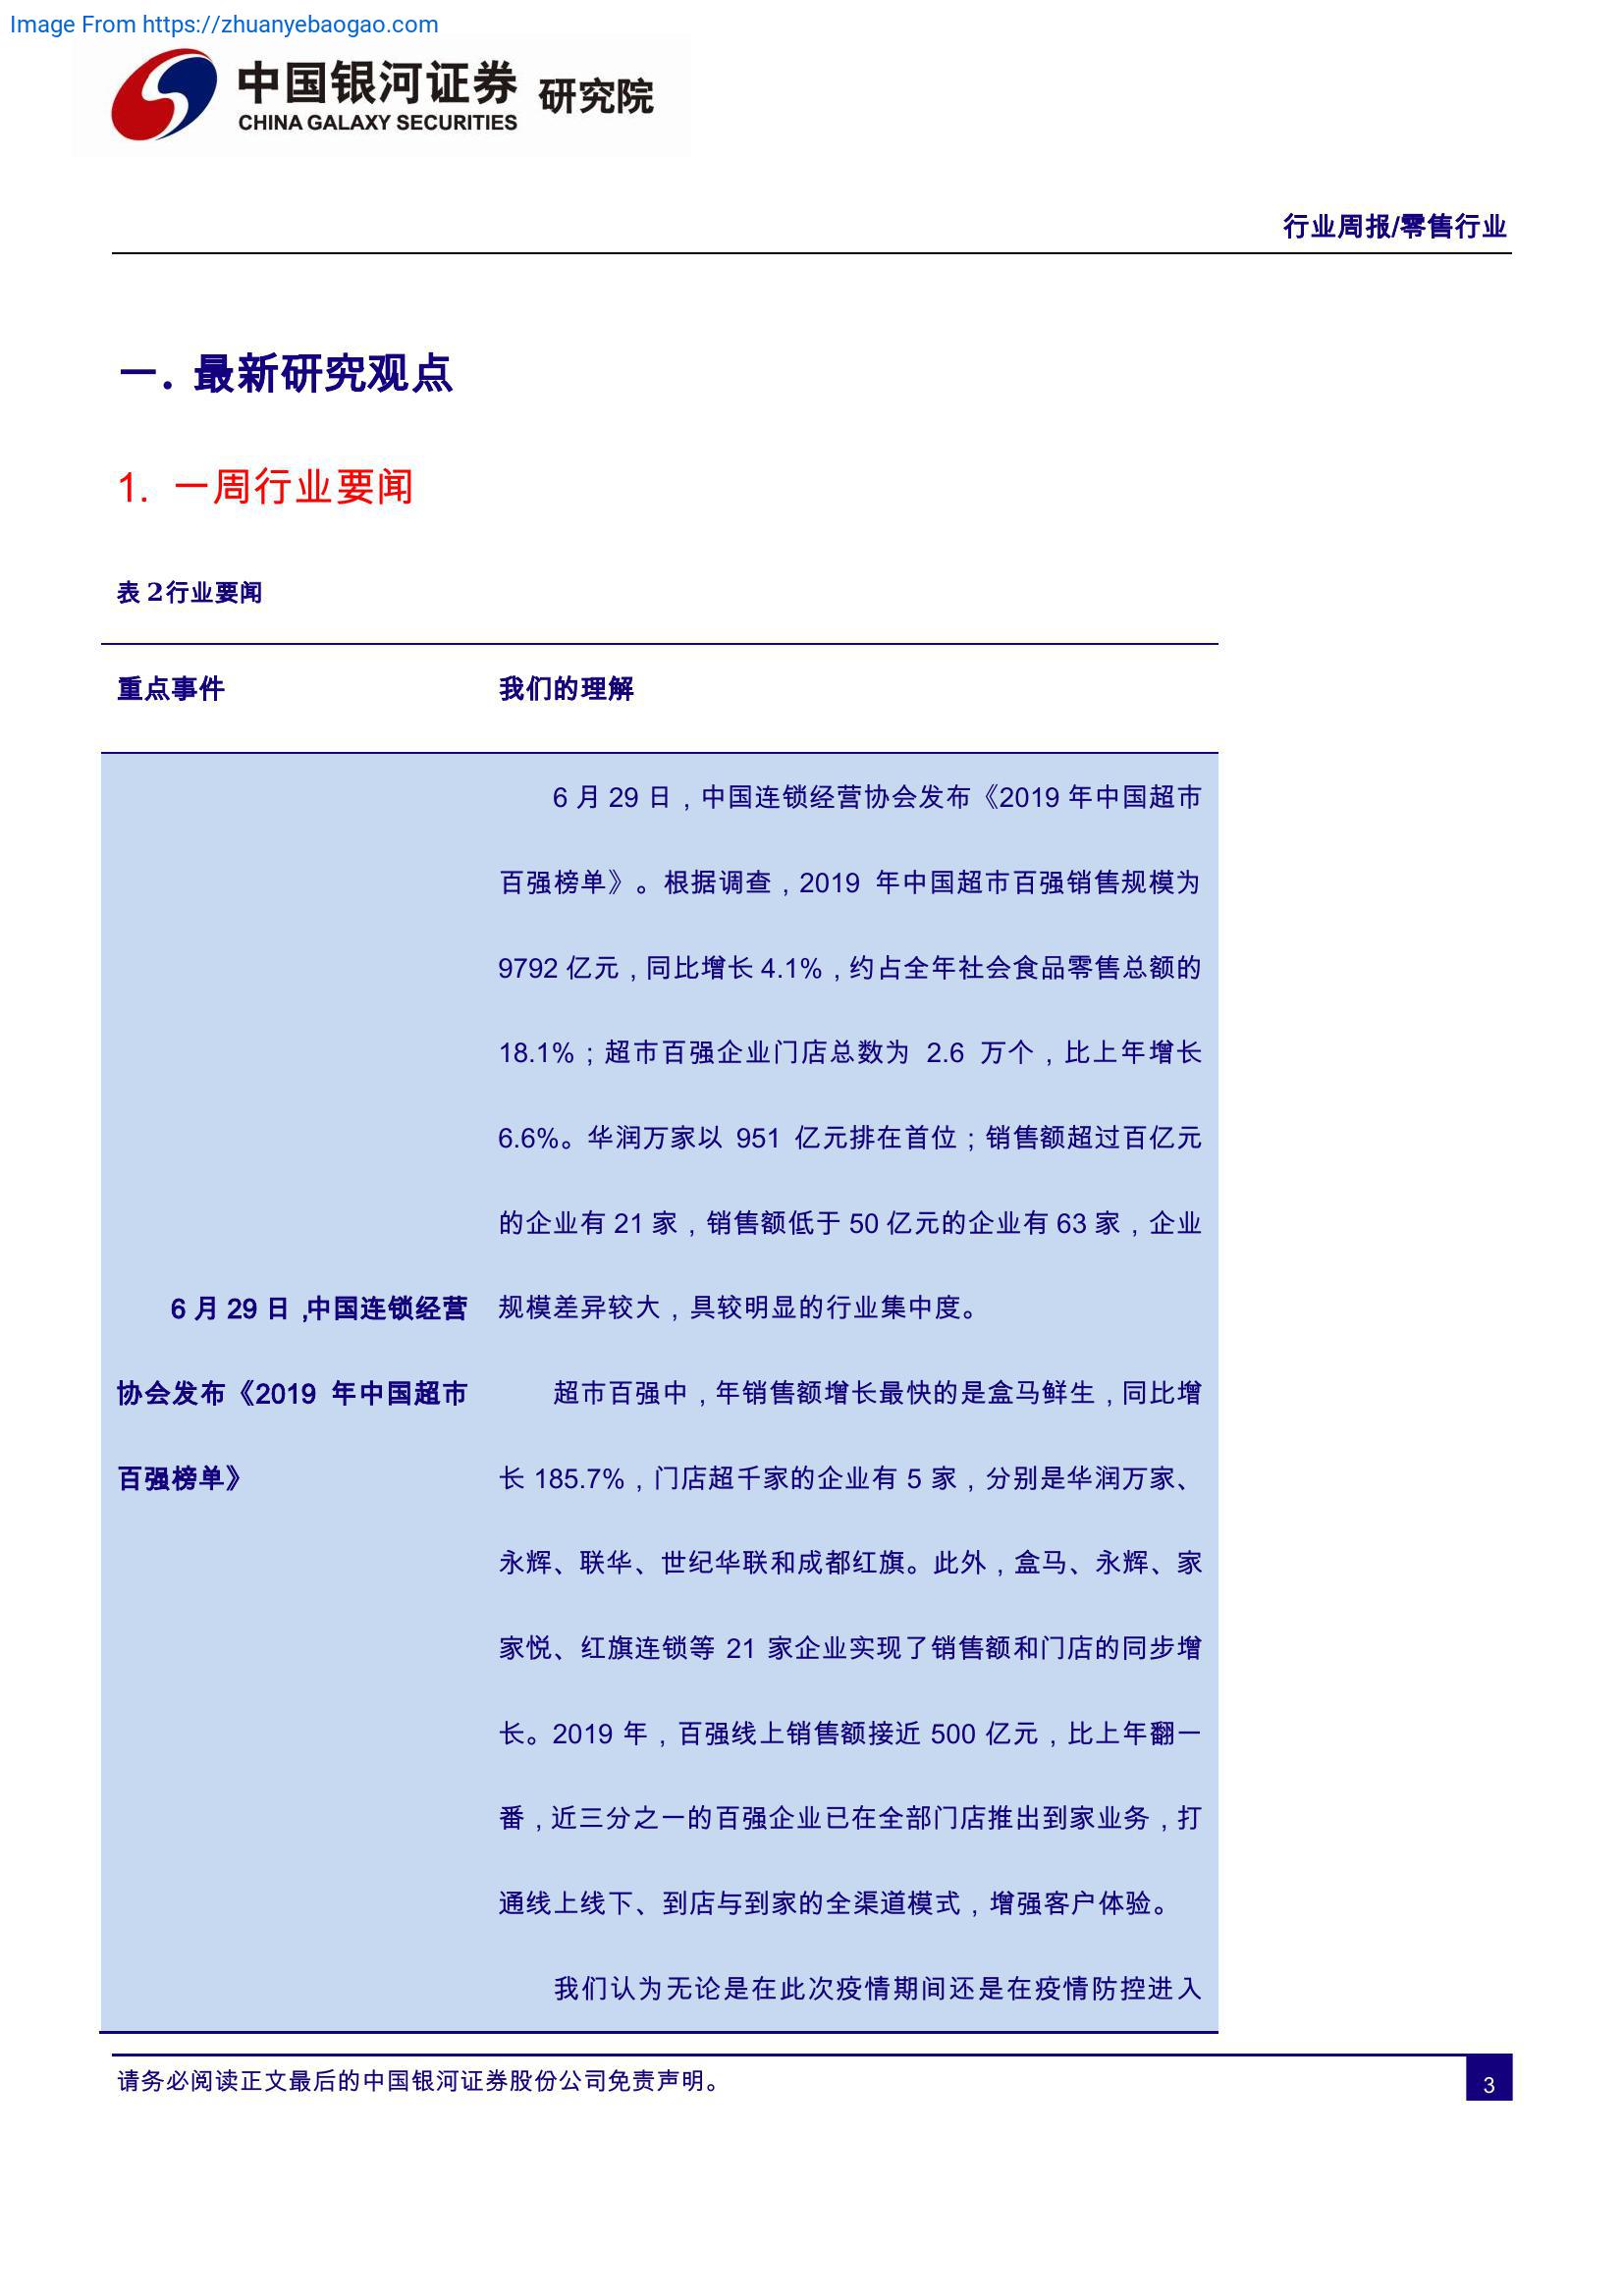 Image From https://zhuanyebaogao.com
中国银河证券 研究院
CHINA GALAXY SECURITIES
行业周报/零售行业
一. 最新研究观点
1. 一周行业要闻
表 2行业要闻
重点事件 我们的理解
6 月 29 日,中国连锁经营
协会发布《2019 年中国超市
百强榜单》
6 月 29 日，中国连锁经营协会发布《2019 年中国超市
百强榜单》。根据调查，2019 年中国超市百强销售规模为
9792 亿元，同比增长 4.1%，约占全年社会食品零售总额的
18.1%；超市百强企业门店总数为 2.6 万个，比上年增长
6.6%。华润万家以 951 亿元排在首位；销售额超过百亿元
的企业有 21 家，销售额低于 50 亿元的企业有 63 家，企业
规模差异较大，具较明显的行业集中度。
超市百强中，年销售额增长最快的是盒马鲜生，同比增
长 185.7%，门店超千家的企业有 5 家，分别是华润万家、
永辉、联华、世纪华联和成都红旗。此外，盒马、永辉、家
家悦、红旗连锁等 21 家企业实现了销售额和门店的同步增
长。2019 年，百强线上销售额接近 500 亿元，比上年翻一
番，近三分之一的百强企业已在全部门店推出到家业务，打
通线上线下、到店与到家的全渠道模式，增强客户体验。
我们认为无论是在此次疫情期间还是在疫情防控进入
请务必阅读正文最后的中国银河证券股份公司免责声明。
3